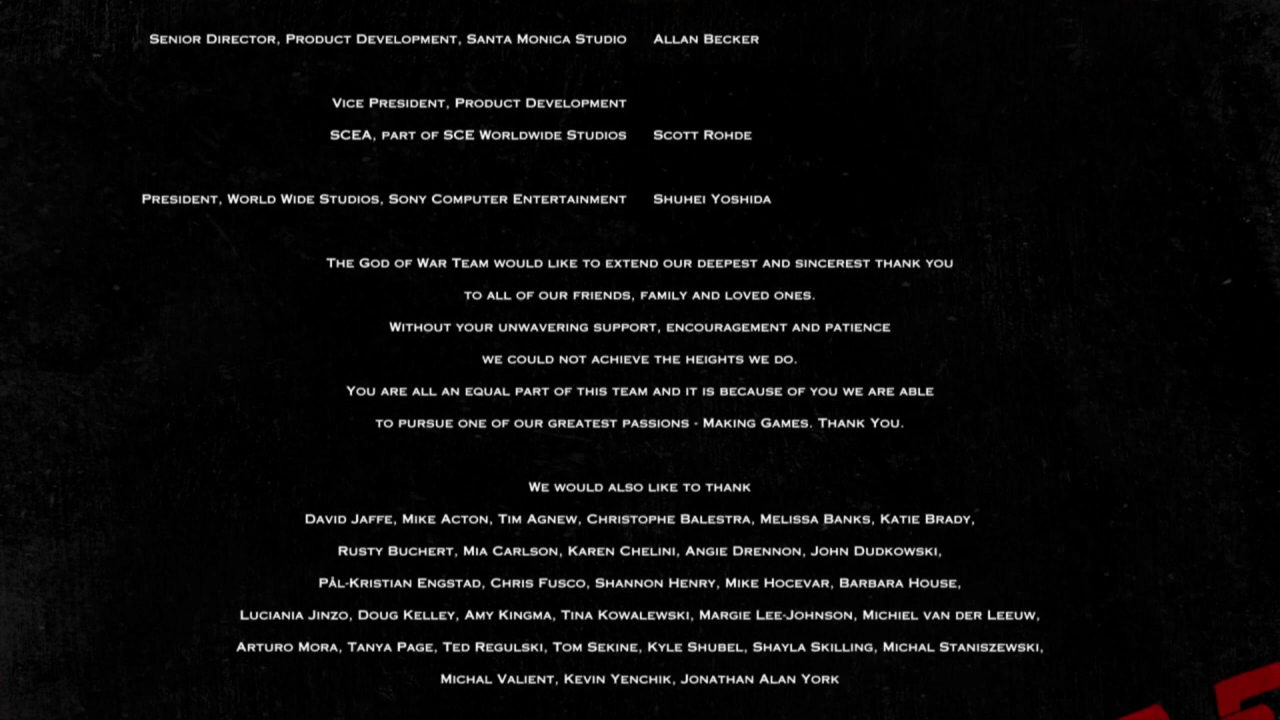 Senior Director, Product Development, Santa Monica Studio Allan Becker
Vice President, Product Development
SCEA, part of SCE Worldwide Studios Scott Rohde
President, World Wide Studios, Sony Computer Entertainment Shuhei Yoshida
The God of War Team would like to extend our deepest and sincerest thank you
to all of our friends, family and loved ones.
Without your unwavering support, encouragement and patience
we could not achieve the heights we do.
You are all an equal part of this team and it is because of you we are able
to pursue one of our greatest passions - Making Games. Thank You.
We would also like to thank
David Jaffe, Mike Acton, Tim Agnew, Christophe Balestra, Melissa Banks, Katie Brady,
Rusty Buchert, Mia Carlson, Karen Chelini, Angie Drennon, John Dudkowski,
Pål-Kristian Engstad, Chris Fusco, Shannon Henry, Mike Hocevar, Barbara House,
Luciania Jinzo, Doug Kelley, Amy Kingma, Tina Kowalewski, Margie Lee-Johnson, Michiel van der Leeuw,
Arturo Mora, Tanya Page, Ted Regulski, Tom Sekine, Kyle Shubel, Shayla Skilling, Michal Staniszewski,
Michal Valient, Kevin Yenchik, Jonathan Alan York